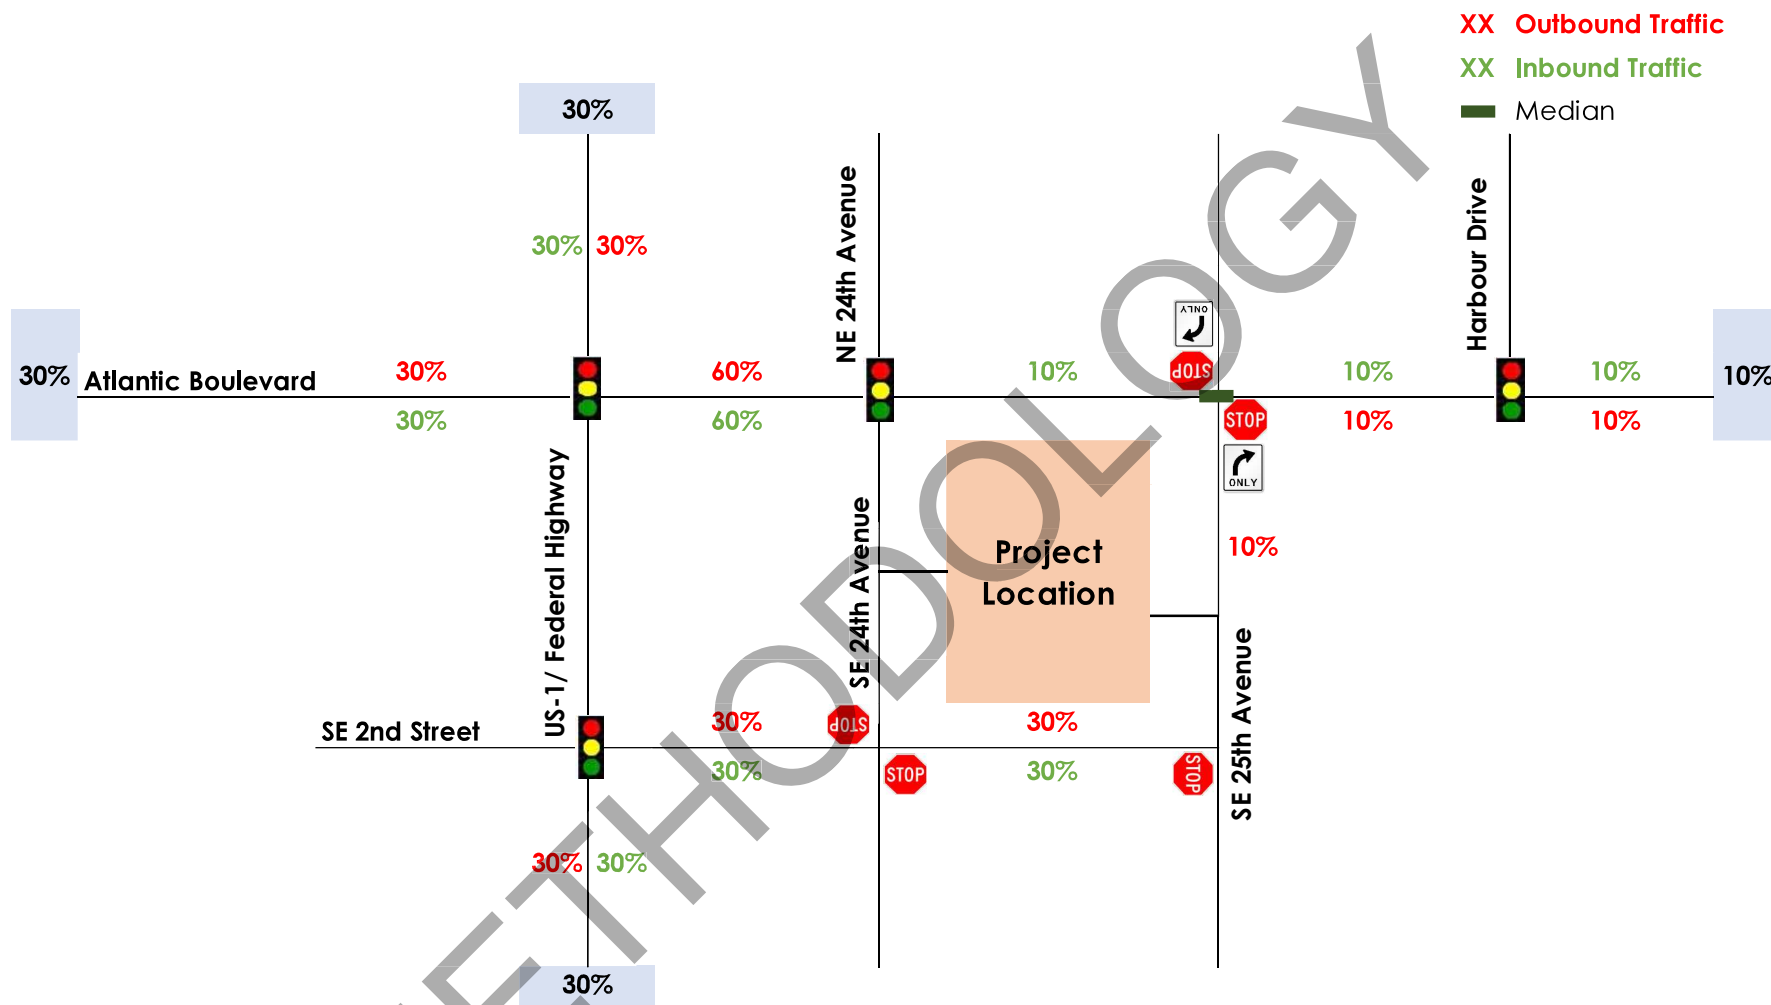 XX Outbound Traffic
XX Inbound Traffic
Median
30%
30% 30%
NE 24th Avenue
Harbour Drive
ONLY
STOP
30%
Atlantic Boulevard
30%
60%
10%
10%
10%
10%
30%
60%
STOP
10%
10%
ONLY
US-1/ Federal Highway
SE 24th Avenue
Project
Location
10%
SE 25th Avenue
SE 2nd Street
30%
STOP
30%
30%
STOP
30%
STOP
30% 30%
30%
ETHODOLOGY